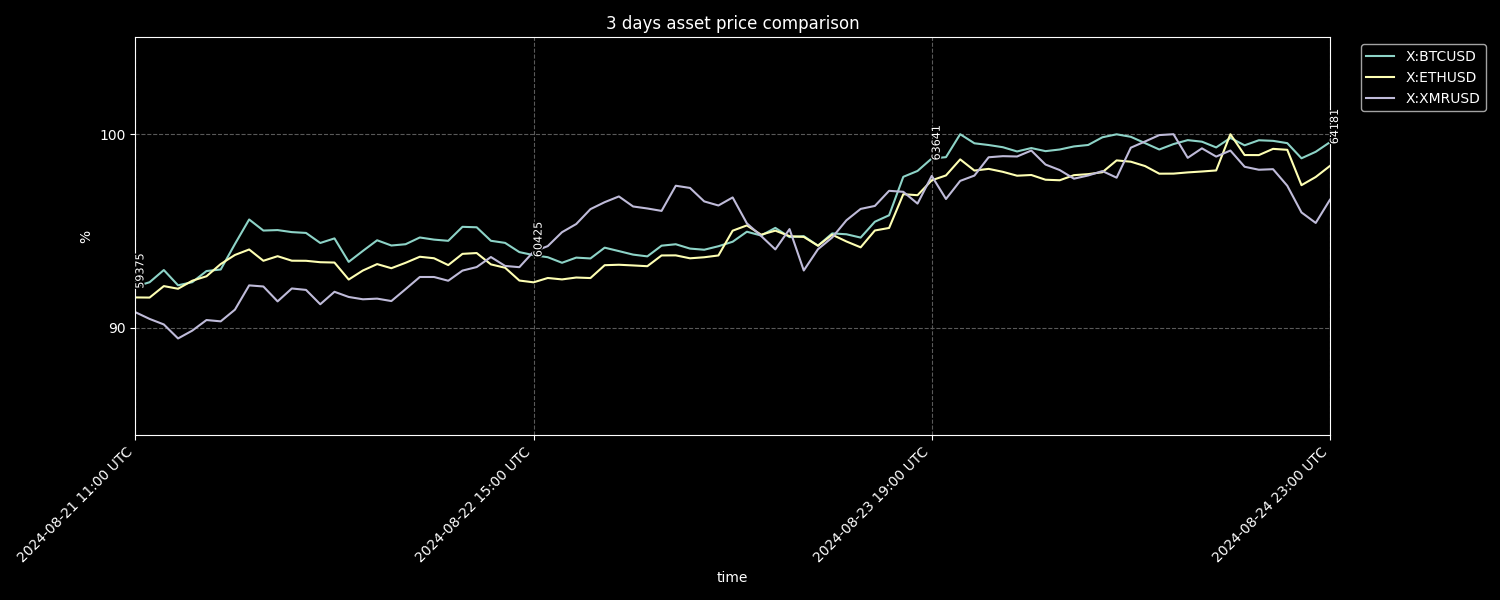 3 days asset price comparison
X:BTCUSD
X:ETHUSD
X:XMRUSD
100
90
%
59375
60425
63641
64181
2024-08-21 11:00 UTC
2024-08-22 15:00 UTC
2024-08-23 19:00 UTC
2024-08-24 23:00 UTC
time